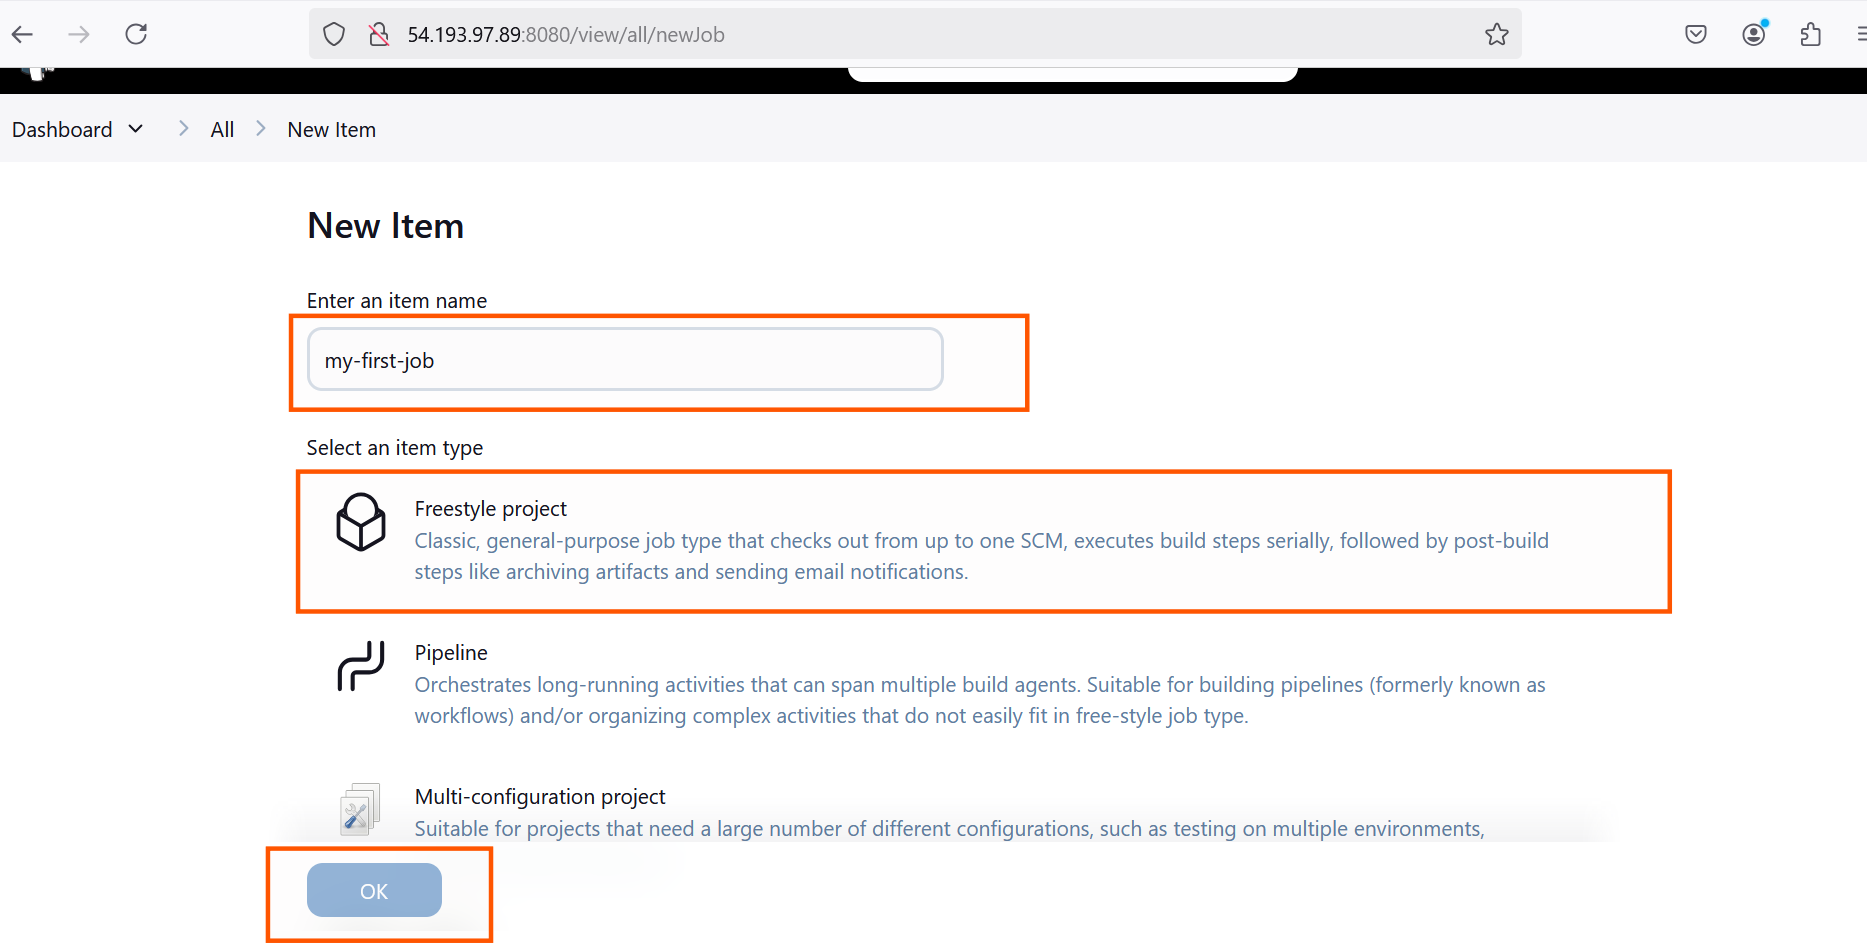 54.193.97.89:8080/view/all/newJob
Dashboard All New Item
New Item
Enter an item name
my-first-job
Select an item type
Freestyle project
Classic, general-purpose job type that checks out from up to one SCM, executes build steps serially, followed by post-build
steps like archiving artifacts and sending email notifications.
Pipeline
Orchestrates long-running activities that can span multiple build agents. Suitable for building pipelines (formerly known as
workflows) and/or organizing complex activities that do not easily fit in free-style job type.
Multi-configuration project
Suitable for projects that need a large number of different configurations, such as testing on multiple environments,
OK